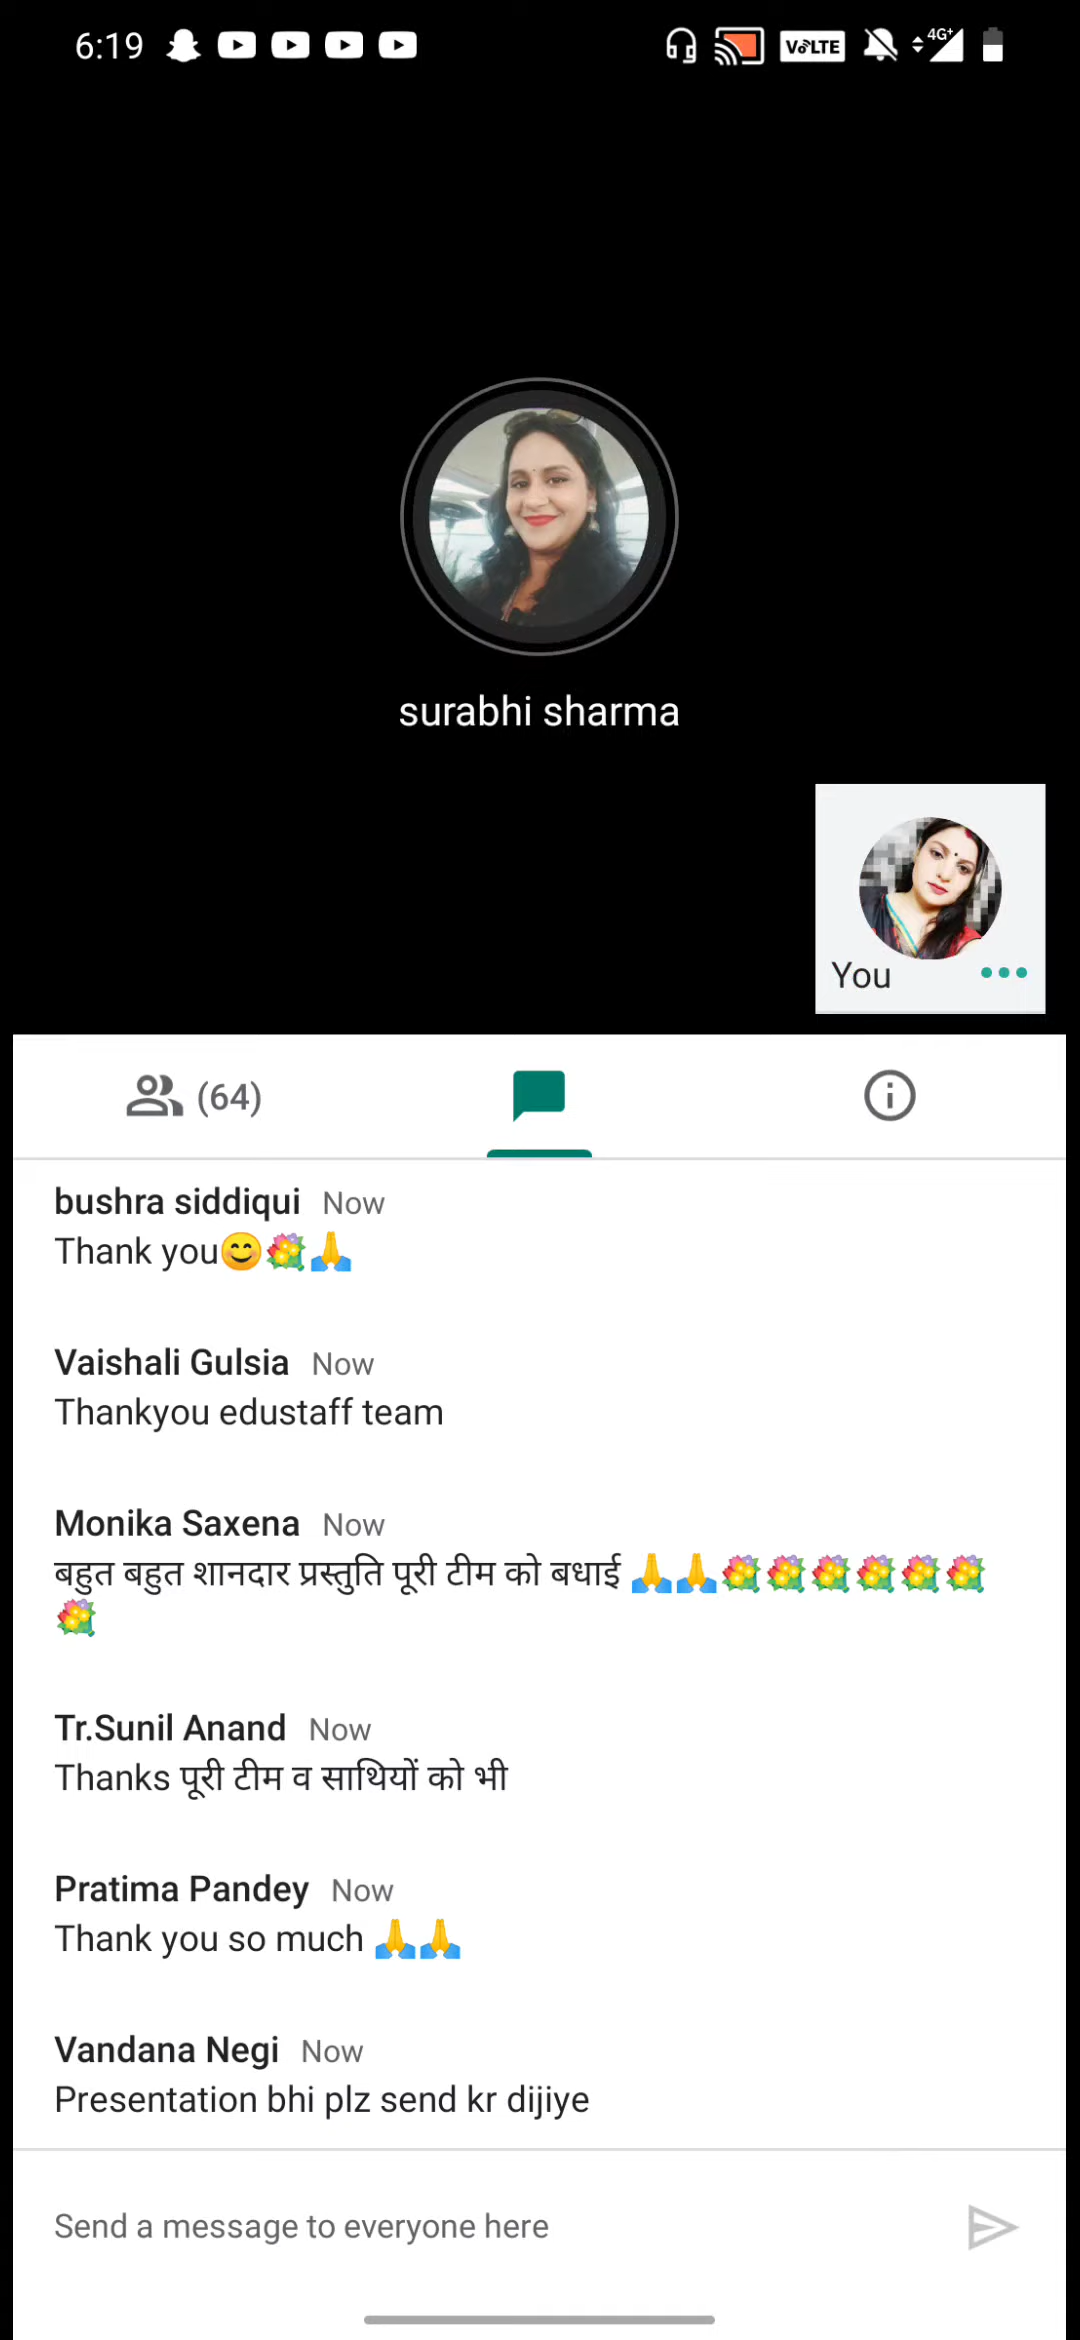 6:19
VoLTE 4G+
surabhi sharma
You
(64)
bushra siddiqui Now
Thank you😊💐🙏
Vaishali Gulsia Now
Thankyou edustaff team
Monika Saxena Now
बहुत बहुत शानदार प्रस्तुति पूरी टीम को बधाई 🙏🙏💐💐💐💐💐💐
💐
Tr.Sunil Anand Now
Thanks पूरी टीम व साथियों को भी
Pratima Pandey Now
Thank you so much 🙏🙏
Vandana Negi Now
Presentation bhi plz send kr dijiye
Send a message to everyone here